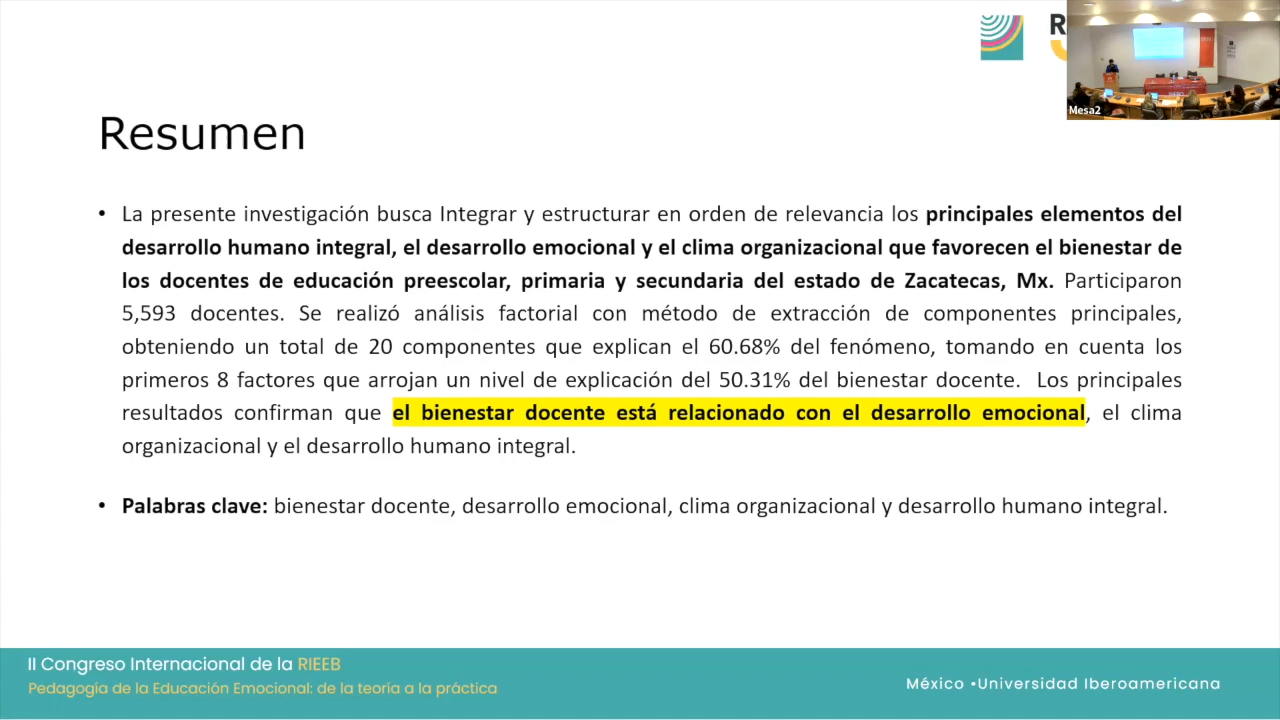 R
Mesa2
Resumen
• La presente investigación busca Integrar y estructurar en orden de relevancia los principales elementos del
desarrollo humano integral, el desarrollo emocional y el clima organizacional que favorecen el bienestar de
los docentes de educación preescolar, primaria y secundaria del estado de Zacatecas, Mx. Participaron
5,593 docentes. Se realizó análisis factorial con método de extracción de componentes principales,
obteniendo un total de 20 componentes que explican el 60.68% del fenómeno, tomando en cuenta los
primeros 8 factores que arrojan un nivel de explicación del 50.31% del bienestar docente. Los principales
resultados confirman que el bienestar docente está relacionado con el desarrollo emocional, el clima
organizacional y el desarrollo humano integral.
• Palabras clave: bienestar docente, desarrollo emocional, clima organizacional y desarrollo humano integral.
II Congreso Internacional de la RIEEB
Pedagogía de la Educación Emocional: de la teoria a la práctica
México •Universidad Iberoamericana